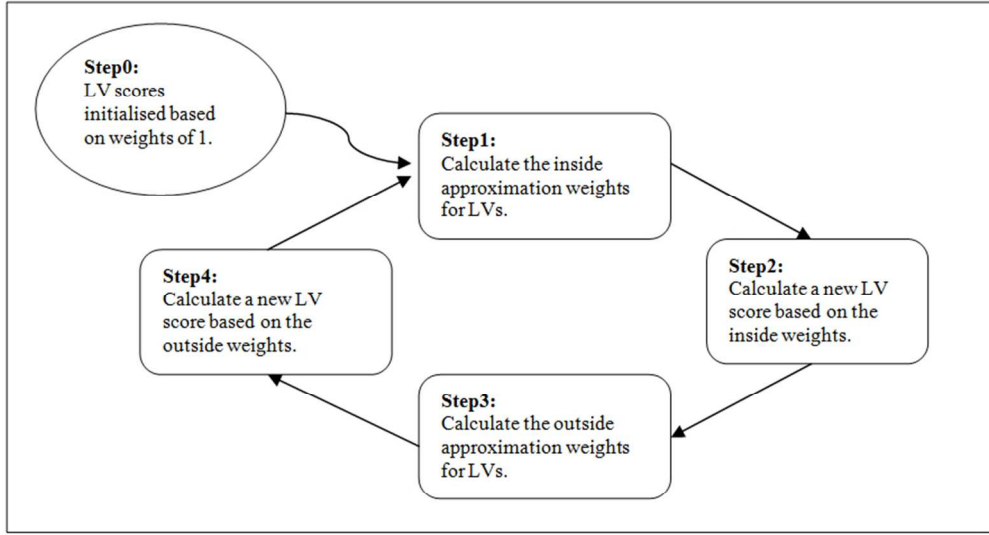 Step0:
LV scores
initialised based
on weights of 1.
Step1:
Calculate the inside
approximation weights
for LVs.
Step2:
Calculate a new LV
score based on the
inside weights.
Step3:
Calculate the outside
approximation weights
for LVs.
Step4:
Calculate a new LV
score based on the
outside weights.